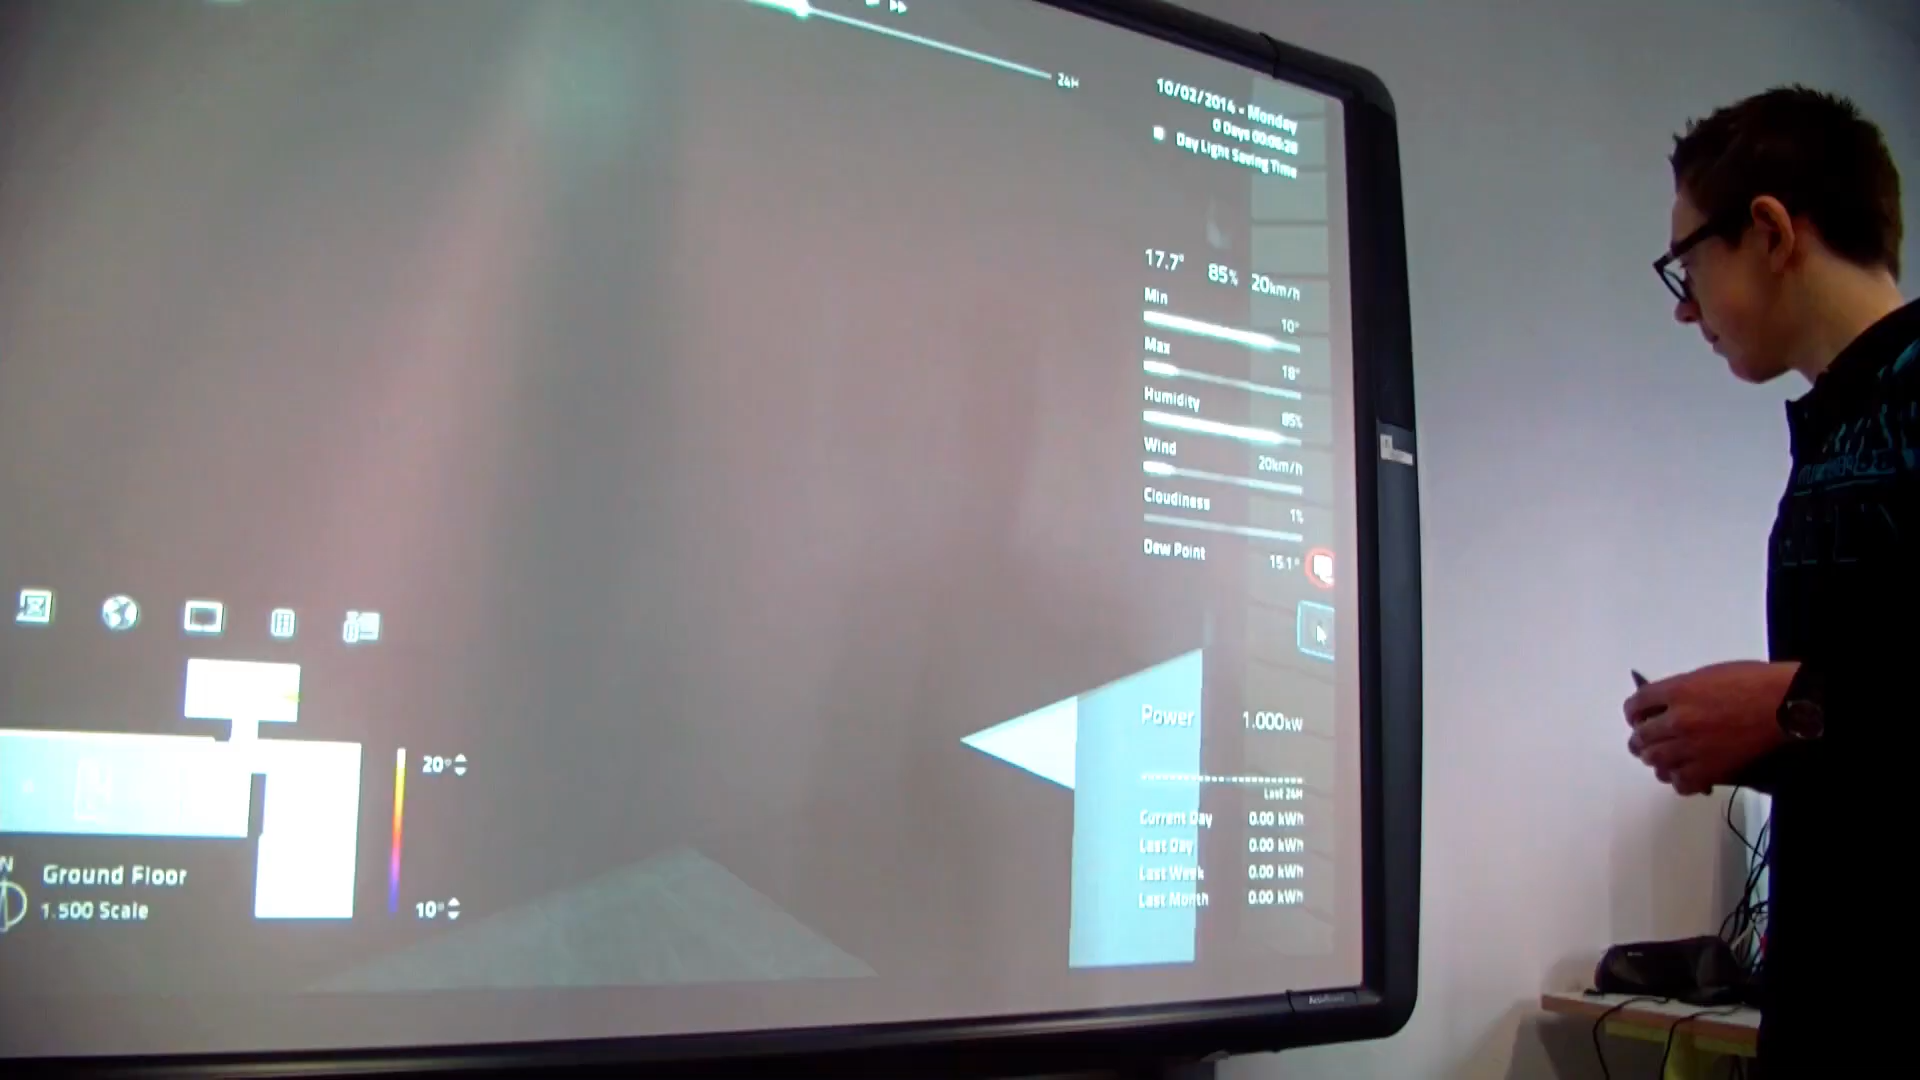 24H
10/02/2014 - Monday
0 Days 00:06:28
Day Light Saving Time
17.7° 85% 20km/h
Min 10°
Max 18°
Humidity 85%
Wind 20km/h
Cloudiness 1%
Dew Point 15.1°
Power 1.000kW
Last 24H
Current Day 0.00 kWh
Last Day 0.00 kWh
Last Week 0.00 kWh
Last Month 0.00 kWh
20°
10°
N
Ground Floor
1.500 Scale